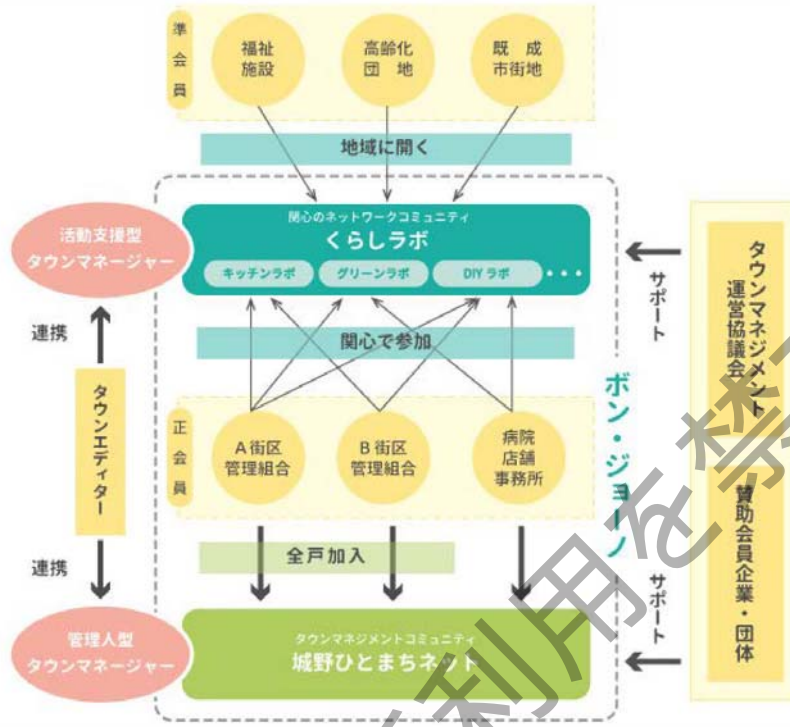 準会員
福祉
施設
高齢化
団 地
既 成
市街地
地域に開く
関心のネットワークコミュニティ
くらしラボ
キッチンラボ
グリーンラボ
DIY ラボ
・・・
活動支援型
タウンマネージャー
連携
タウンエディター
連携
管理人型
タウンマネージャー
関心で参加
正会員
A 街区
管理組合
B 街区
管理組合
病院
店舗
事務所
全戸加入
タウンマネジメントコミュニティ
城野ひとまちネット
ボン・ジョーノ
サポート
サポート
タウンマネジメント
運営協議会
賛助会員企業・団体
利用を禁